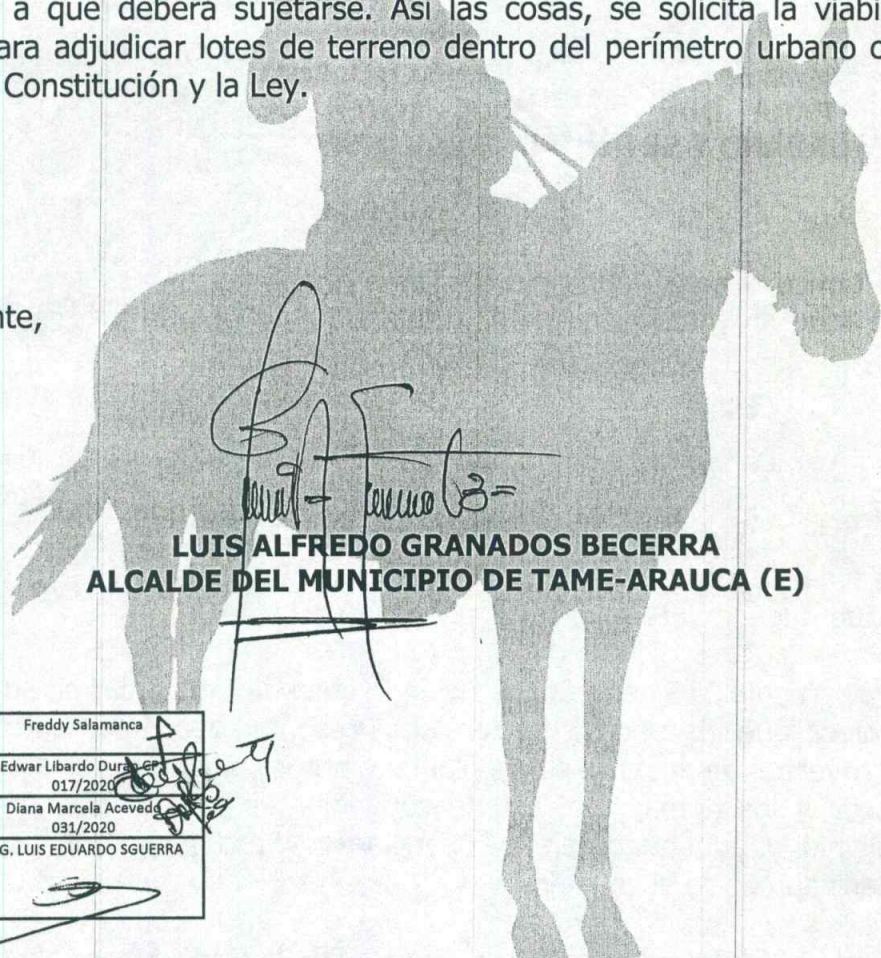 a que deberá sujetarse. Así las cosas, se solicita la viabi
ara adjudicar lotes de terreno dentro del perímetro urbano
Constitución y la Ley.
nte,
LUIS ALFREDO GRANADOS BECERRA
ALCALDE DEL MUNICIPIO DE TAME-ARAUCA (E)
Freddy Salamanca
Edwar Libardo Durán CP
017/2020
Diana Marcela Acevedo
031/2020
G. LUIS EDUARDO SGUERRA